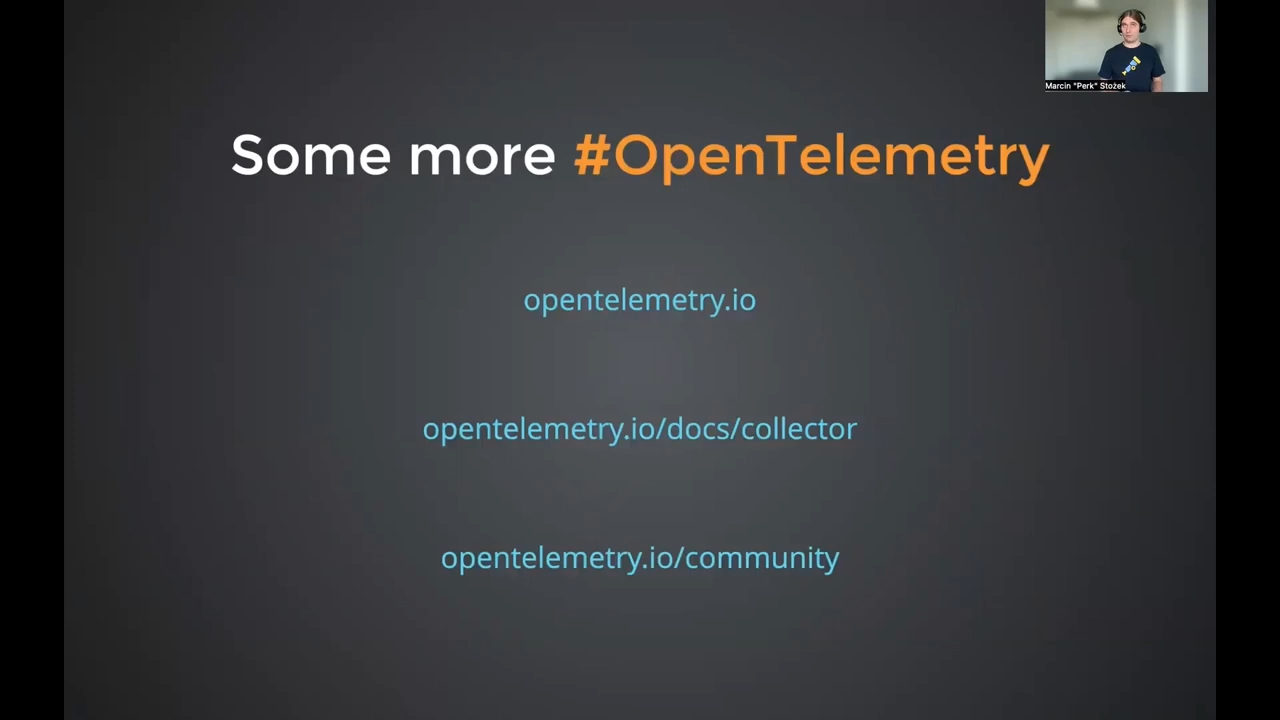 Marcin "Perk" Stożek
Some more #OpenTelemetry
opentelemetry.io
opentelemetry.io/docs/collector
opentelemetry.io/community